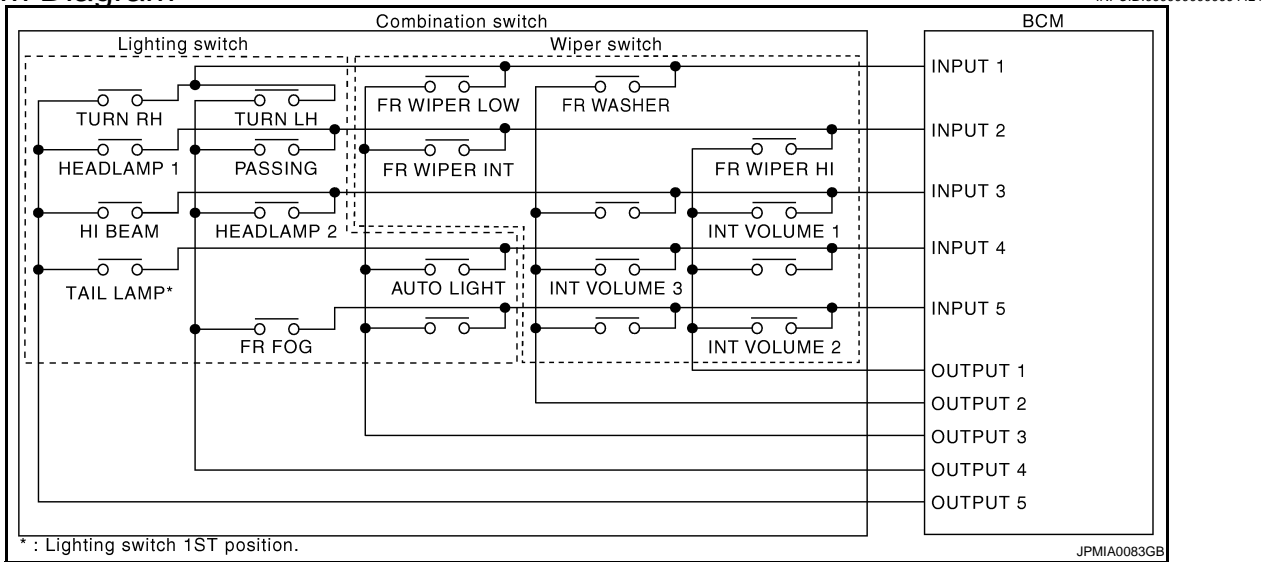 Combination switch
BCM
Lighting switch
Wiper switch
INPUT 1
TURN RH
TURN LH
FR WIPER LOW
FR WASHER
INPUT 2
HEADLAMP 1
PASSING
FR WIPER INT
FR WIPER HI
INPUT 3
HI BEAM
HEADLAMP 2
INT VOLUME 1
INPUT 4
TAIL LAMP*
AUTO LIGHT
INT VOLUME 3
INPUT 5
FR FOG
INT VOLUME 2
OUTPUT 1
OUTPUT 2
OUTPUT 3
OUTPUT 4
OUTPUT 5
* : Lighting switch 1ST position.
JPMIA0083GB